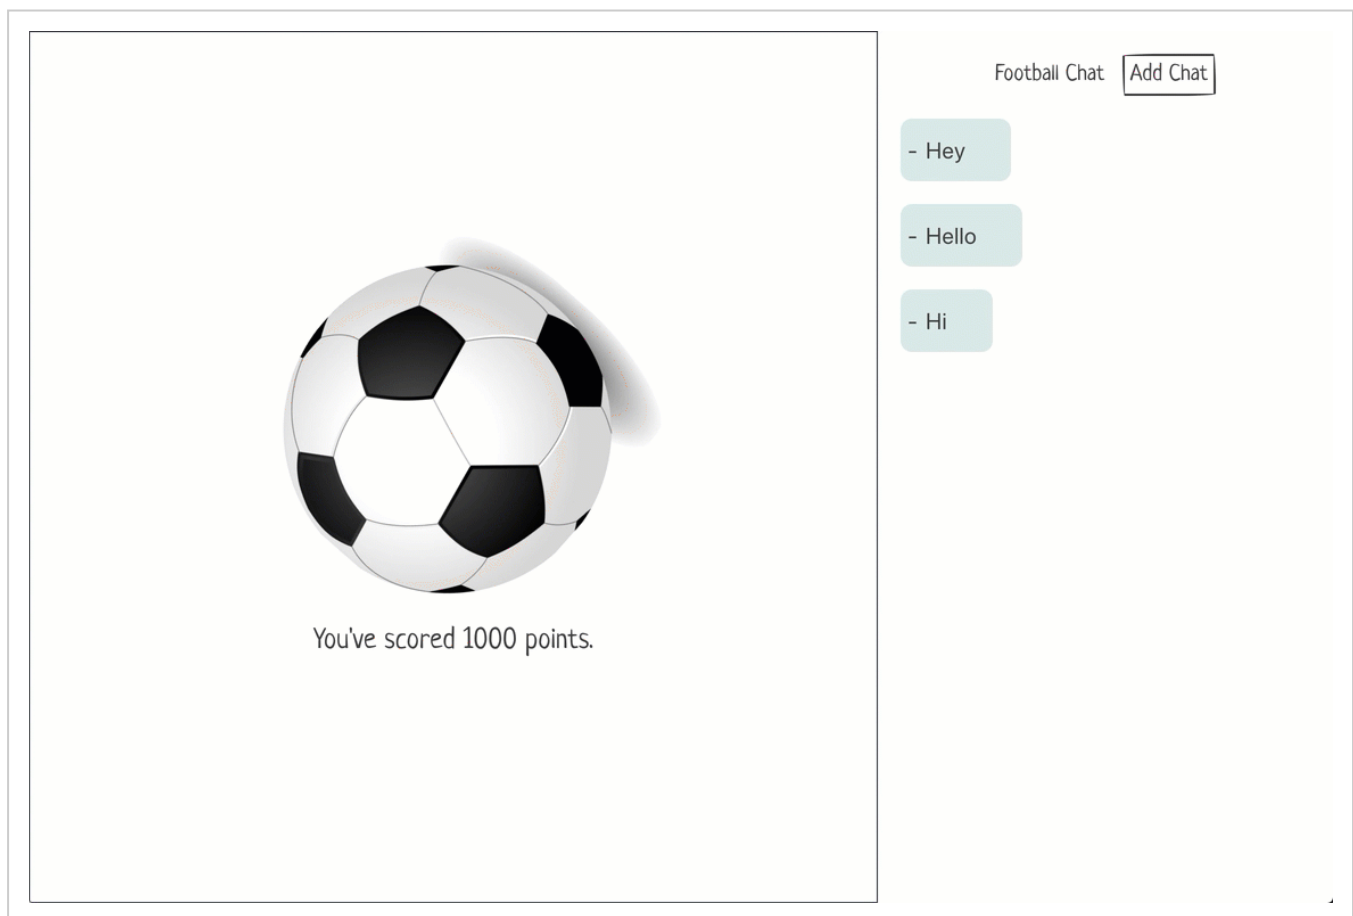 Football Chat
Add Chat
- Hey
- Hello
- Hi
You've scored 1000 points.